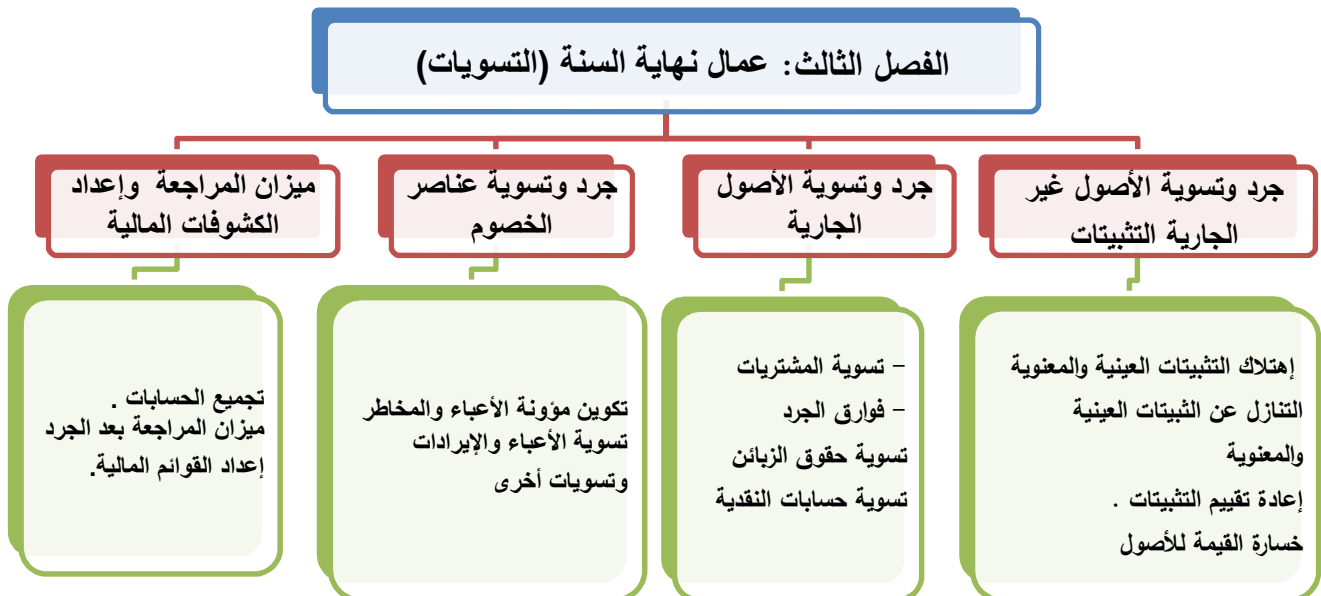 الفصل الثالث: عمال نهاية السنة (التسويات)
جرد وتسوية الأصول غير
الجارية التثبيتات
جرد وتسوية الأصول
الجارية
جرد وتسوية عناصر
الخصوم
ميزان المراجعة وإعداد
الكشوفات المالية
إهتلاك التثبيتات العينية والمعنوية
التنازل عن الثبيتات العينية
والمعنوية
إعادة تقييم التثبيتات .
خسارة القيمة للأصول
- تسوية المشتريات
- فوارق الجرد
تسوية حقوق الزبائن
تسوية حسابات النقدية
تكوين مؤونة الأعباء والمخاطر
تسوية الأعباء والإيرادات
وتسويات أخرى
تجميع الحسابات .
ميزان المراجعة بعد الجرد
إعداد القوائم المالية.